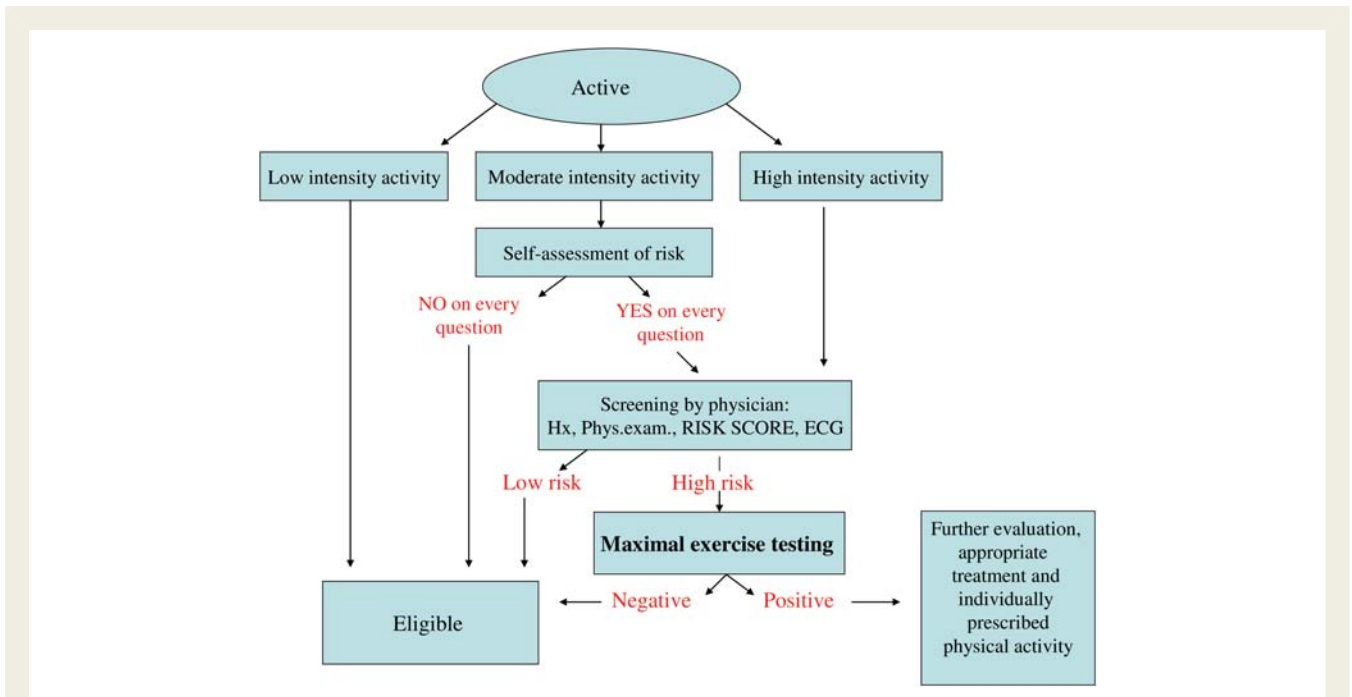 Active
Low intensity activity
Moderate intensity activity
High intensity activity
Self-assessment of risk
NO on every
question
YES on every
question
Screening by physician:
Hx, Phys.exam., RISK SCORE, ECG
Low risk
High risk
Maximal exercise testing
Further evaluation,
appropriate
treatment and
individually
prescribed
physical activity
Negative
Positive
Eligible